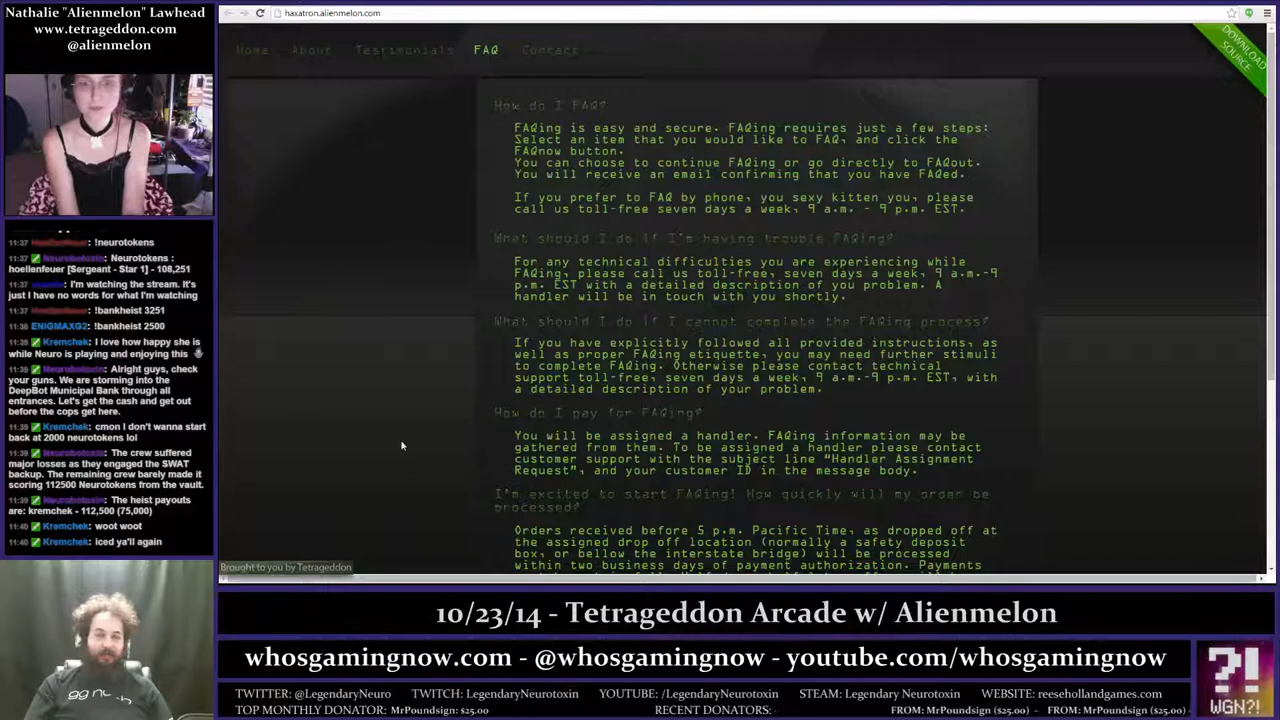 Nathalie "Alienmelon" Lawhead
www.tetrageddon.com
@alienmelon
haxatron.alienmelon.com
Home About Testimonials FAQ Contact
DOWNLOAD
SOURCE
How do I FAQ?
FAQing is easy and secure. FAQing requires just a few steps:
Select an item that you would like to FAQ, and click the
FAQnow button.
You can choose to continue FAQing or go directly to FAQout.
You will receive an email confirming that you have FAQed.
If you prefer to FAQ by phone, you sexy kitten you, please
call us toll-free seven days a week, 9 a.m. - 9 p.m. EST.
What should I do if I'm having trouble FAQing?
For any technical difficulties you are experiencing while
FAQing, please call us toll-free, seven days a week, 9 a.m.-9
p.m. EST with a detailed description of you problem. A
handler will be in touch with you shortly.
What should I do if I cannot complete the FAQing process?
If you have explicitly followed all provided instructions, as
well as proper FAQing etiquette, you may need further stimuli
to complete FAQing. Otherwise please contact technical
support toll-free, seven days a week, 9 a.m.-9 p.m. EST, with
a detailed description of your problem.
How do I pay for FAQing?
You will be assigned a handler. FAQing information may be
gathered from them. To be assigned a handler please contact
customer support with the subject line "Handler Assignment
Request", and your customer ID in the message body.
I'm excited to start FAQing! How quickly will my order be
processed?
Orders received before 5 p.m. Pacific Time, as dropped off at
the assigned drop off location (normally a safety deposit
box, or bellow the interstate bridge) will be processed
within two business days of payment authorization. Payments
Brought to you by Tetrageddon
11:37 : !neurotokens
11:37 Neurobotoxin: Neurotokens :
hoellenfeuer [Sergeant - Star 1] - 108,251
11:37 : I'm watching the stream. It's
just I have no words for what I'm watching
11:37 : !bankheist 3251
11:38 ENiGMAXG2: !bankheist 2500
11:39 Kremchek: I love how happy she is
while Neuro is playing and enjoying this
11:39 Neurobotoxin: Alright guys, check
your guns. We are storming into the
DeepBot Municipal Bank through all
entrances. Let's get the cash and get out
before the cops get here.
11:39 Kremchek: cmon I don't wanna start
back at 2000 neurotokens lol
11:39 Neurobotoxin: The crew suffered
major losses as they engaged the SWAT
backup. The remaining crew barely made it
scoring 112500 Neurotokens from the vault.
11:39 Neurobotoxin: The heist payouts
are: kremchek - 112,500 (75,000)
11:40 Kremchek: woot woot
11:40 Kremchek: iced ya'll again
10/23/14 - Tetrageddon Arcade w/ Alienmelon
whosgamingnow.com - @whosgamingnow - youtube.com/whosgamingnow
TWITTER: @LegendaryNeuro TWITCH: LegendaryNeurotoxin YOUTUBE: /LegendaryNeurotoxin STEAM: Legendary Neurotoxin WEBSITE: reesehollandgames.com
TOP MONTHLY DONATOR: MrPoundsign: $25.00 RECENT DONATORS: FROM: MrPoundsign ($25.00) - FROM: MrPoundsign ($25.00) -
?!
WGN?!